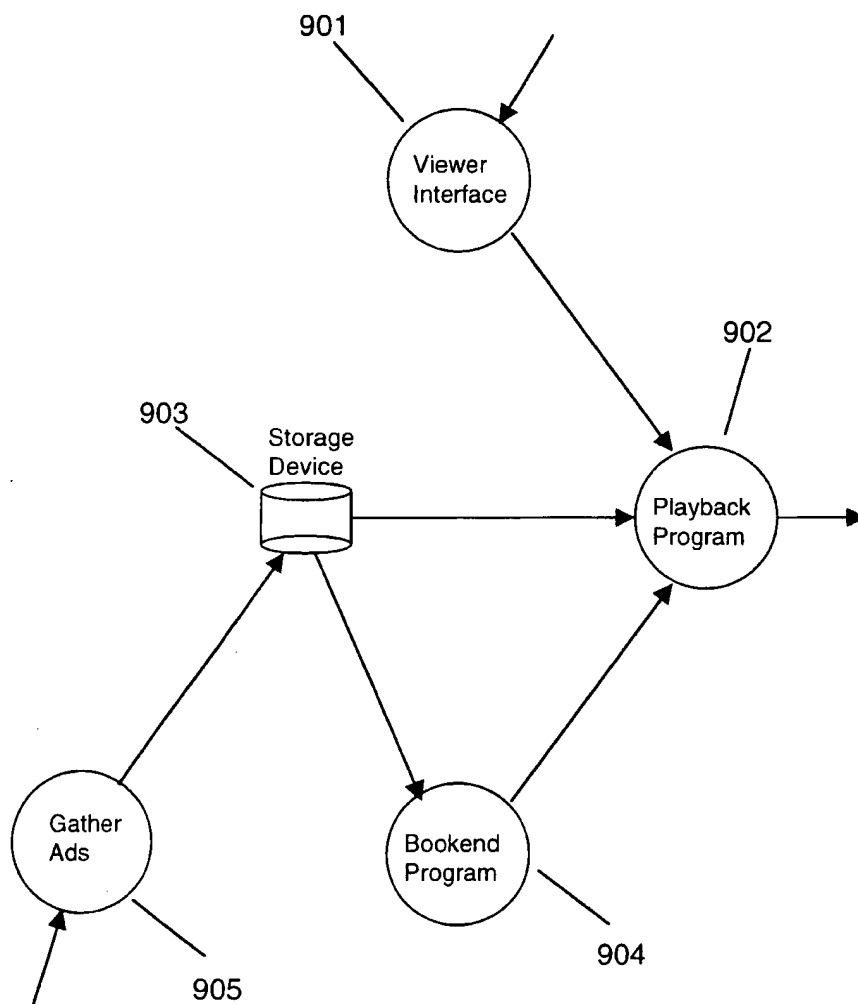 901
Viewer
Interface
902
903
Storage
Device
Playback
Program
Gather
Ads
Bookend
Program
904
905